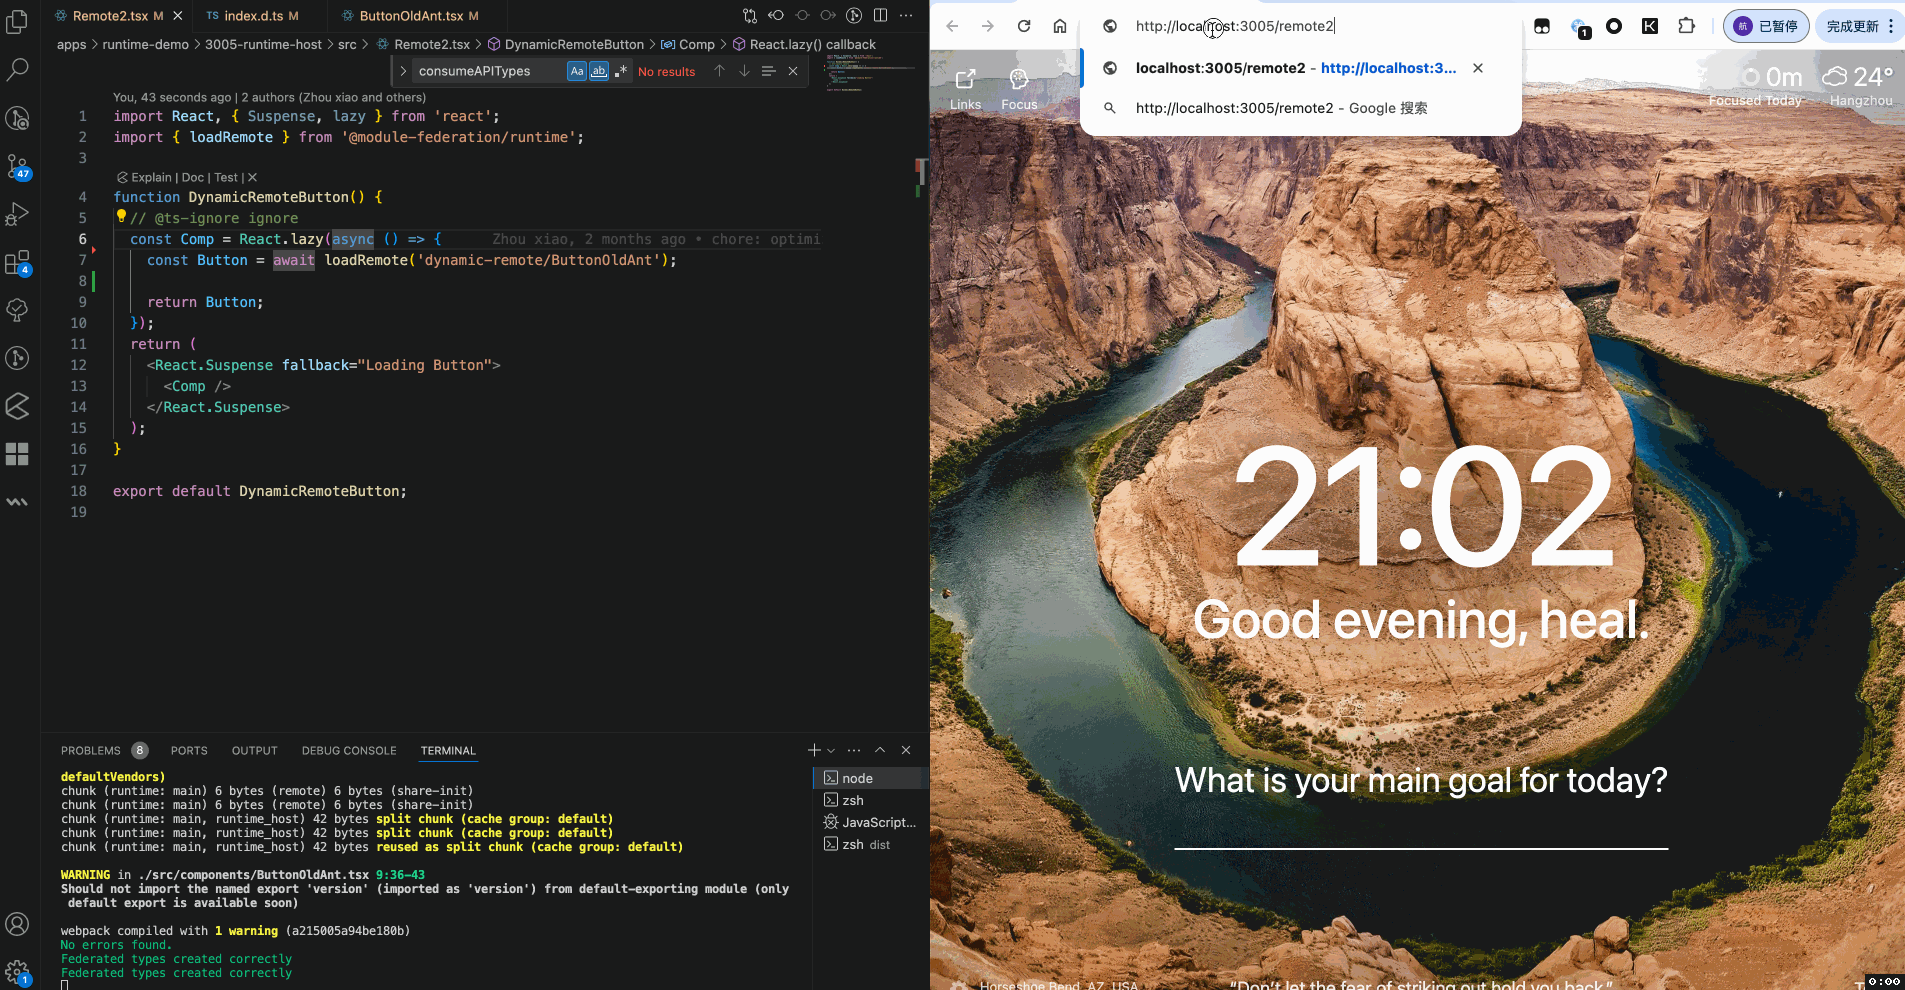 Remote2.tsx M
TS index.d.ts M
ButtonOldAnt.tsx M
apps > runtime-demo > 3005-runtime-host > src > Remote2.tsx > DynamicRemoteButton > Comp > React.lazy() callback
consumeAPITypes Aa ab .* No results
You, 43 seconds ago | 2 authors (Zhou xiao and others)
1 import React, { Suspense, lazy } from 'react';
2 import { loadRemote } from '@module-federation/runtime';
3
Explain | Doc | Test |
4 function DynamicRemoteButton() {
5 // @ts-ignore ignore
6 const Comp = React.lazy(async () => { Zhou xiao, 2 months ago • chore: optimi
7 const Button = await loadRemote('dynamic-remote/ButtonOldAnt');
8
9 return Button;
10 });
11 return (
12 <React.Suspense fallback="Loading Button">
13 <Comp />
14 </React.Suspense>
15 );
16 }
17
18 export default DynamicRemoteButton;
19
47
4
1
PROBLEMS 8 PORTS OUTPUT DEBUG CONSOLE TERMINAL
defaultVendors)
chunk (runtime: main) 6 bytes (remote) 6 bytes (share-init)
chunk (runtime: main) 6 bytes (remote) 6 bytes (share-init)
chunk (runtime: main, runtime_host) 42 bytes split chunk (cache group: default)
chunk (runtime: main, runtime_host) 42 bytes split chunk (cache group: default)
chunk (runtime: main, runtime_host) 42 bytes reused as split chunk (cache group: default)
WARNING in ./src/components/ButtonOldAnt.tsx 9:36-43
Should not import the named export 'version' (imported as 'version') from default-exporting module (only
default export is available soon)
webpack compiled with 1 warning (a215005a94be180b)
No errors found.
Federated types created correctly
Federated types created correctly
node
zsh
JavaScript...
zsh dist
http://localhost:3005/remote2
1
K
航 已暂停
完成更新
localhost:3005/remote2 - http://localhost:3...
http://localhost:3005/remote2 - Google 搜索
Links
Focus
0m
Focused Today
24°
Hangzhou
21:02
Good evening, heal.
What is your main goal for today?
Horseshoe Bend, AZ, USA
"Don't let the fear of striking out hold you back."
0:00